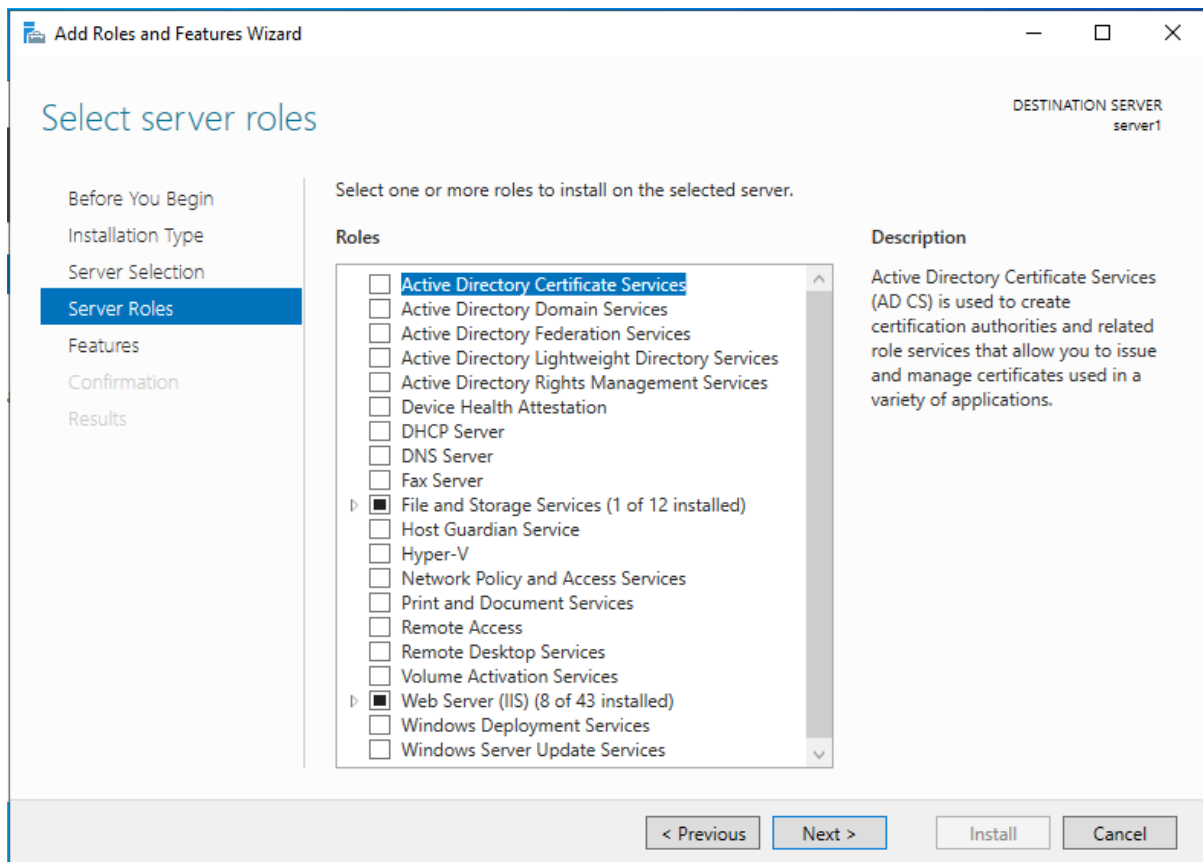 Add Roles and Features Wizard
Select server roles
DESTINATION SERVER
server1
Before You Begin
Installation Type
Server Selection
Server Roles
Features
Confirmation
Results
Select one or more roles to install on the selected server.
Roles
Active Directory Certificate Services
Active Directory Domain Services
Active Directory Federation Services
Active Directory Lightweight Directory Services
Active Directory Rights Management Services
Device Health Attestation
DHCP Server
DNS Server
Fax Server
File and Storage Services (1 of 12 installed)
Host Guardian Service
Hyper-V
Network Policy and Access Services
Print and Document Services
Remote Access
Remote Desktop Services
Volume Activation Services
Web Server (IIS) (8 of 43 installed)
Windows Deployment Services
Windows Server Update Services
Description
Active Directory Certificate Services
(AD CS) is used to create
certification authorities and related
role services that allow you to issue
and manage certificates used in a
variety of applications.
< Previous
Next >
Install
Cancel